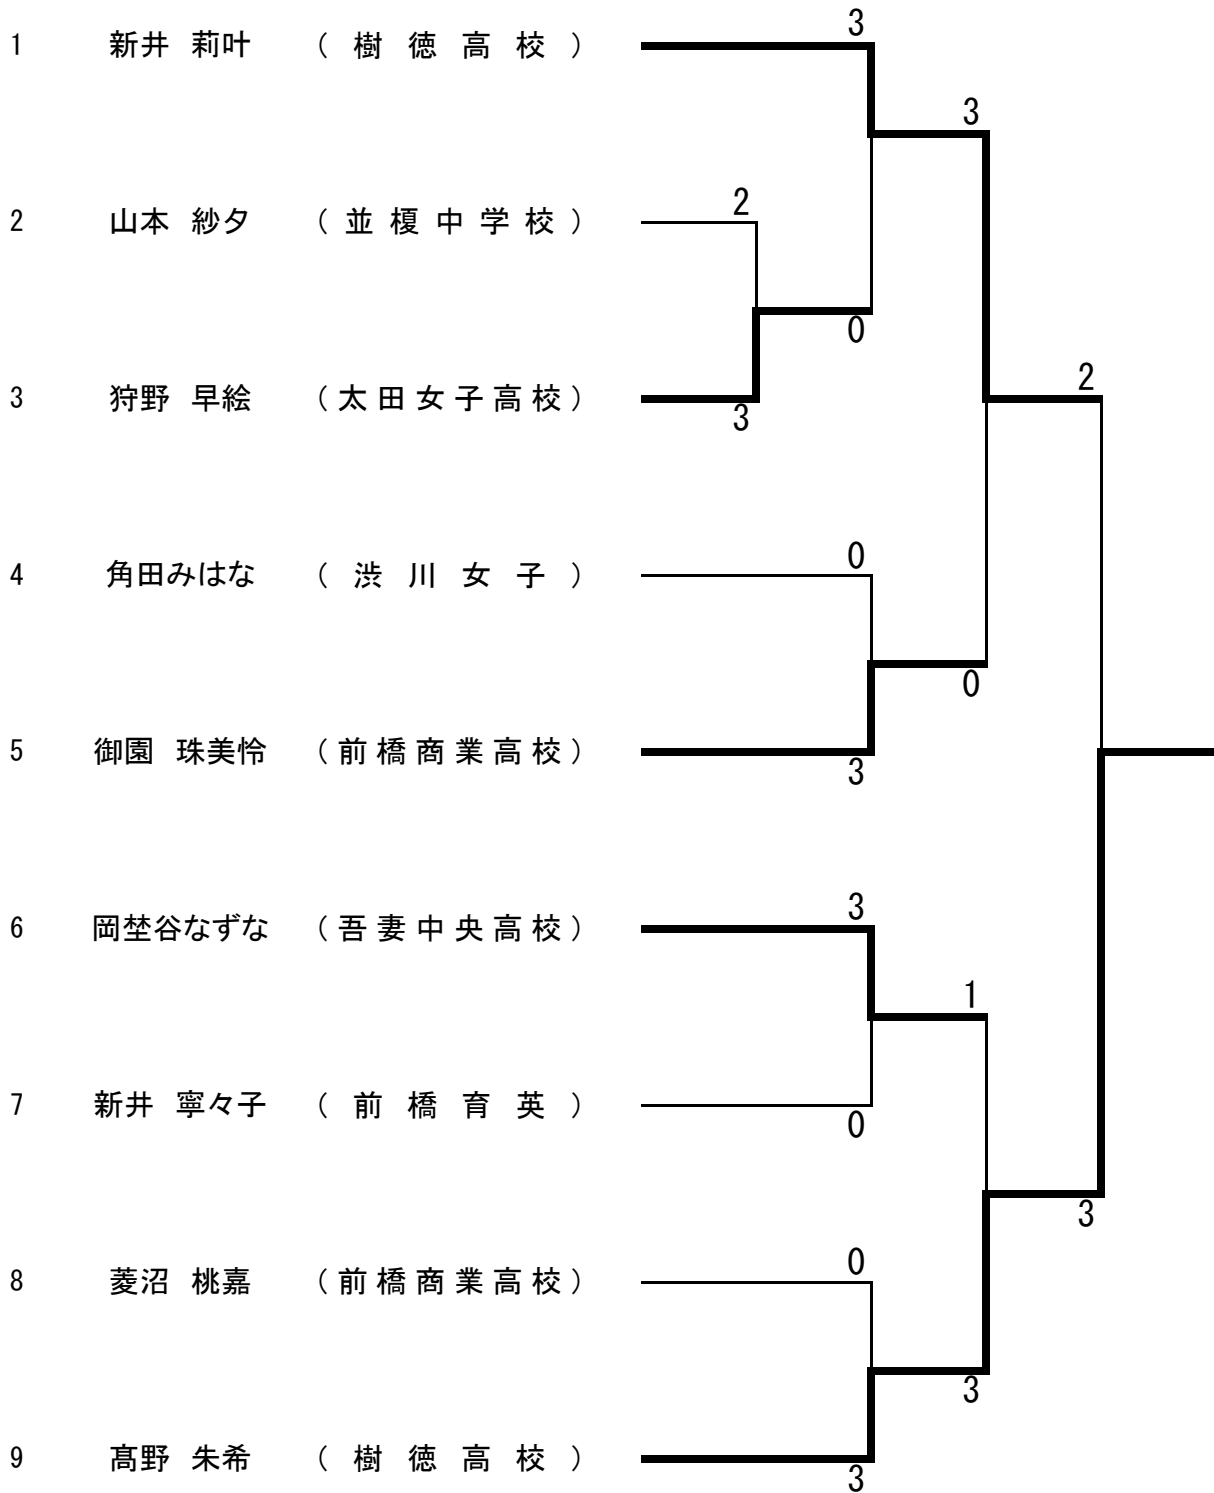 3
1 新井 莉叶 ( 樹 徳 高 校 )
3
2
2 山本 紗夕 ( 並 榎 中 学 校 )
0
2
3 狩野 早絵 ( 太 田 女 子 高 校 )
3
0
4 角田みはな ( 渋 川 女 子 )
0
5 御園 珠美怜 ( 前 橋 商 業 高 校 )
3
3
6 岡埜谷なずな ( 吾 妻 中 央 高 校 )
1
7 新井 寧々子 ( 前 橋 育 英 )
0
3
0
8 菱沼 桃嘉 ( 前 橋 商 業 高 校 )
3
9 髙野 朱希 ( 樹 徳 高 校 )
3